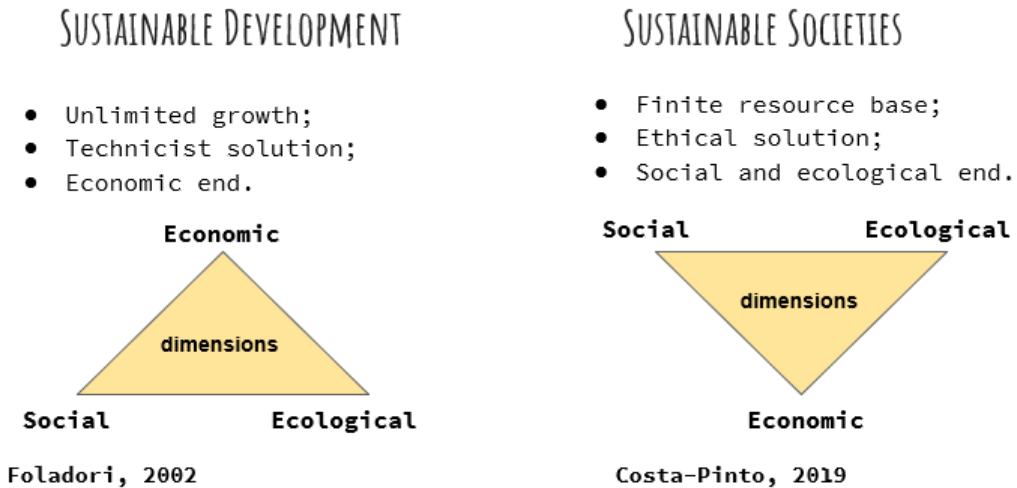 SUSTAINABLE DEVELOPMENT
● Unlimited growth;
● Technicist solution;
● Economic end.
Economic
dimensions
Social Ecological
Foladori, 2002
SUSTAINABLE SOCIETIES
● Finite resource base;
● Ethical solution;
● Social and ecological end.
Social Ecological
dimensions
Economic
Costa-Pinto, 2019